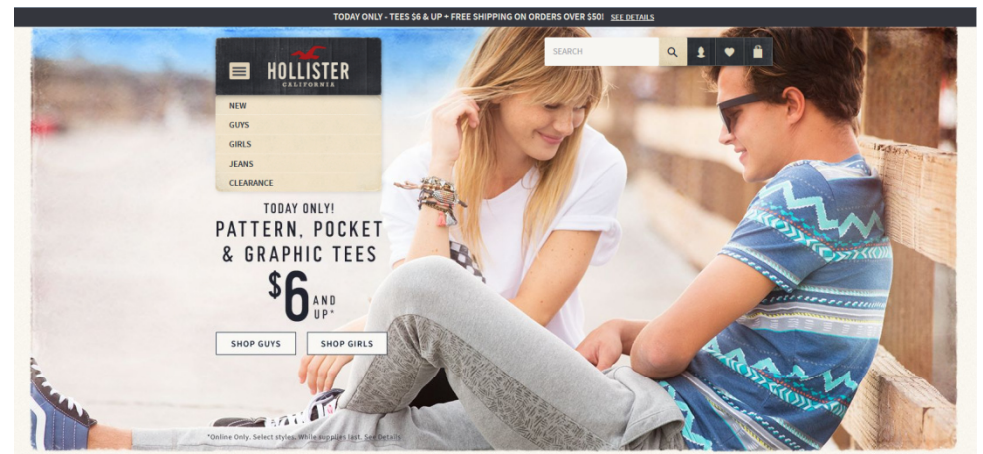 TODAY ONLY - TEES $6 & UP + FREE SHIPPING ON ORDERS OVER $50! SEE DETAILS
SEARCH
HOLLISTER
CALIFORNIA
NEW
GUYS
GIRLS
JEANS
CLEARANCE
TODAY ONLY!
PATTERN, POCKET
& GRAPHIC TEES
$6 AND
UP*
SHOP GUYS SHOP GIRLS
*Online Only. Select styles. While supplies last. See Details